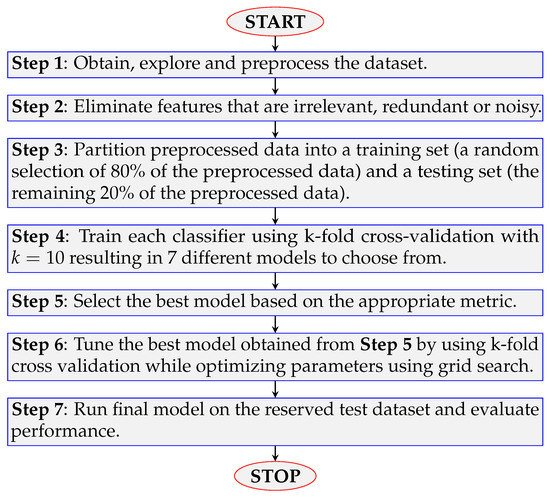 START
Step 1: Obtain, explore and preprocess the dataset.
Step 2: Eliminate features that are irrelevant, redundant or noisy.
Step 3: Partition preprocessed data into a training set (a random
selection of 80% of the preprocessed data) and a testing set (the
remaining 20% of the preprocessed data).
Step 4: Train each classifier using k-fold cross-validation with
k = 10 resulting in 7 different models to choose from.
Step 5: Select the best model based on the appropriate metric.
Step 6: Tune the best model obtained from Step 5 by using k-fold
cross validation while optimizing parameters using grid search.
Step 7: Run final model on the reserved test dataset and evaluate
performance.
STOP